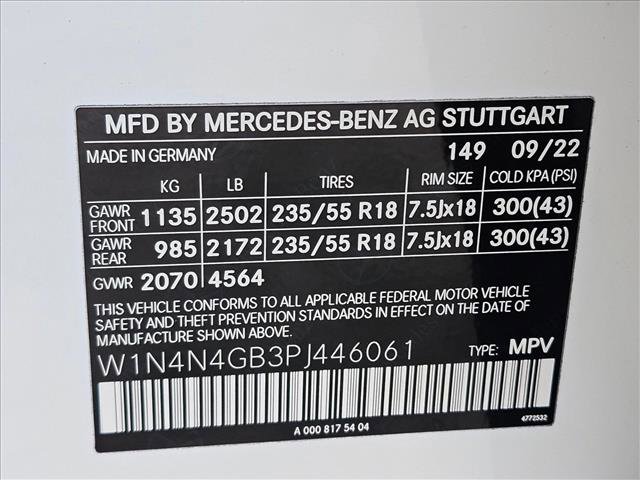 MFD BY MERCEDES-BENZ AG STUTTGART
MADE IN GERMANY 149 09/22
KG LB TIRES RIM SIZE COLD KPA (PSI)
GAWR FRONT 1135 2502 235/55 R18 7.5Jx18 300(43)
GAWR REAR 985 2172 235/55 R18 7.5Jx18 300(43)
GVWR 2070 4564
THIS VEHICLE CONFORMS TO ALL APPLICABLE FEDERAL MOTOR VEHICLE
SAFETY AND THEFT PREVENTION STANDARDS IN EFFECT ON THE DATE OF
MANUFACTURE SHOWN ABOVE.
W1N4N4GB3PJ446061 TYPE: MPV
A 000 817 54 04
4772532